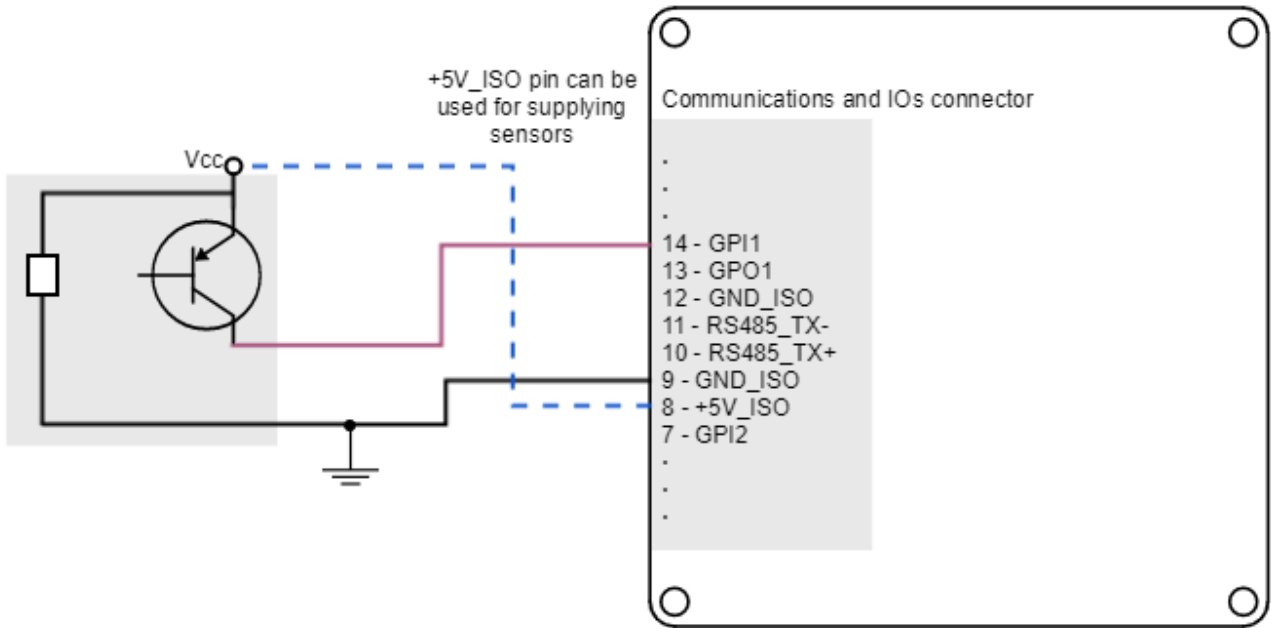 +5V_ISO pin can be
used for supplying
sensors
Communications and IOs connector
Vcc
.
.
.
14 - GPI1
13 - GPO1
12 - GND_ISO
11 - RS485_TX-
10 - RS485_TX+
9 - GND_ISO
8 - +5V_ISO
7 - GPI2
.
.
.